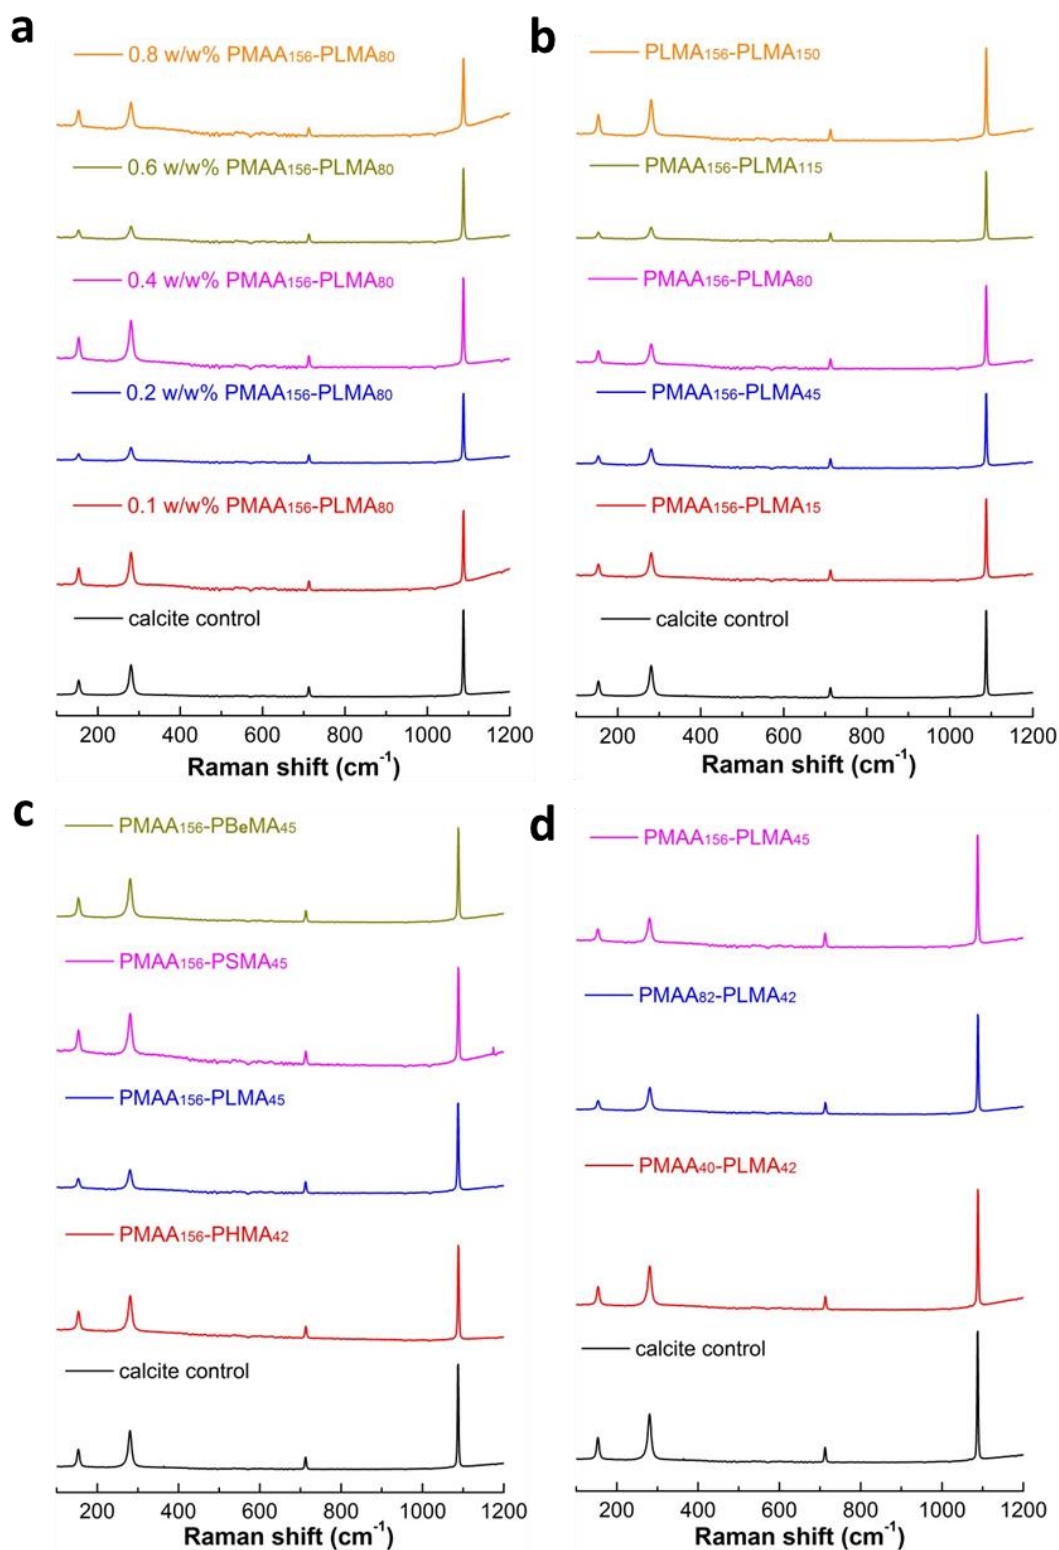 a
0.8 w/w% PMAA156-PLMA80
0.6 w/w% PMAA156-PLMA80
0.4 w/w% PMAA156-PLMA80
0.2 w/w% PMAA156-PLMA80
0.1 w/w% PMAA156-PLMA80
calcite control
200 400 600 800 1000 1200
Raman shift (cm⁻¹)
b
PLMA156-PLMA150
PMAA156-PLMA115
PMAA156-PLMA80
PMAA156-PLMA45
PMAA156-PLMA15
calcite control
200 400 600 800 1000 1200
Raman shift (cm⁻¹)
c
PMAA156-PBeMA45
PMAA156-PSMA45
PMAA156-PLMA45
PMAA156-PHMA42
calcite control
200 400 600 800 1000 1200
Raman shift (cm⁻¹)
d
PMAA156-PLMA45
PMAA82-PLMA42
PMAA40-PLMA42
calcite control
200 400 600 800 1000 1200
Raman shift (cm⁻¹)